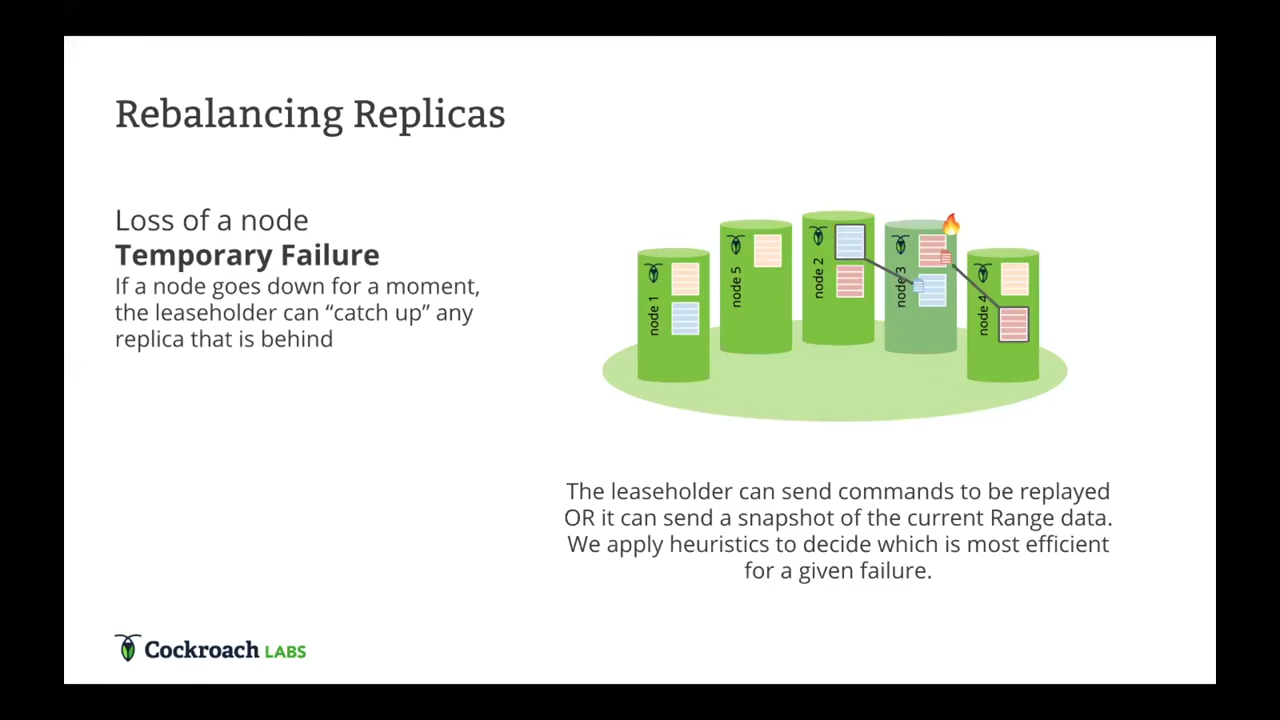 Rebalancing Replicas
Loss of a node
Temporary Failure
If a node goes down for a moment,
the leaseholder can “catch up” any
replica that is behind
node 1
node 5
node 2
node 3
node 4
The leaseholder can send commands to be replayed
OR it can send a snapshot of the current Range data.
We apply heuristics to decide which is most efficient
for a given failure.
Cockroach LABS